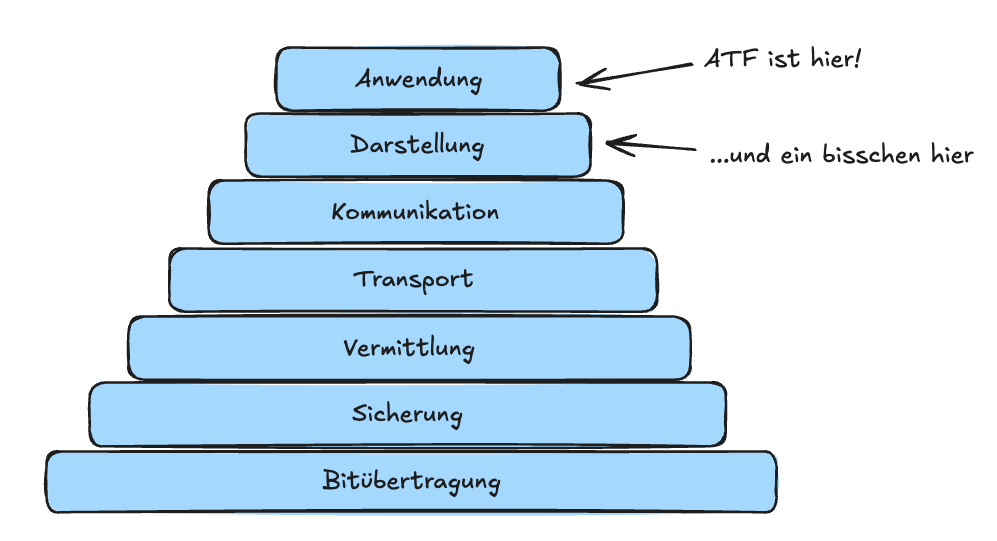 Anwendung
ATF ist hier!
Darstellung
...und ein bisschen hier
Kommunikation
Transport
Vermittlung
Sicherung
Bitübertragung